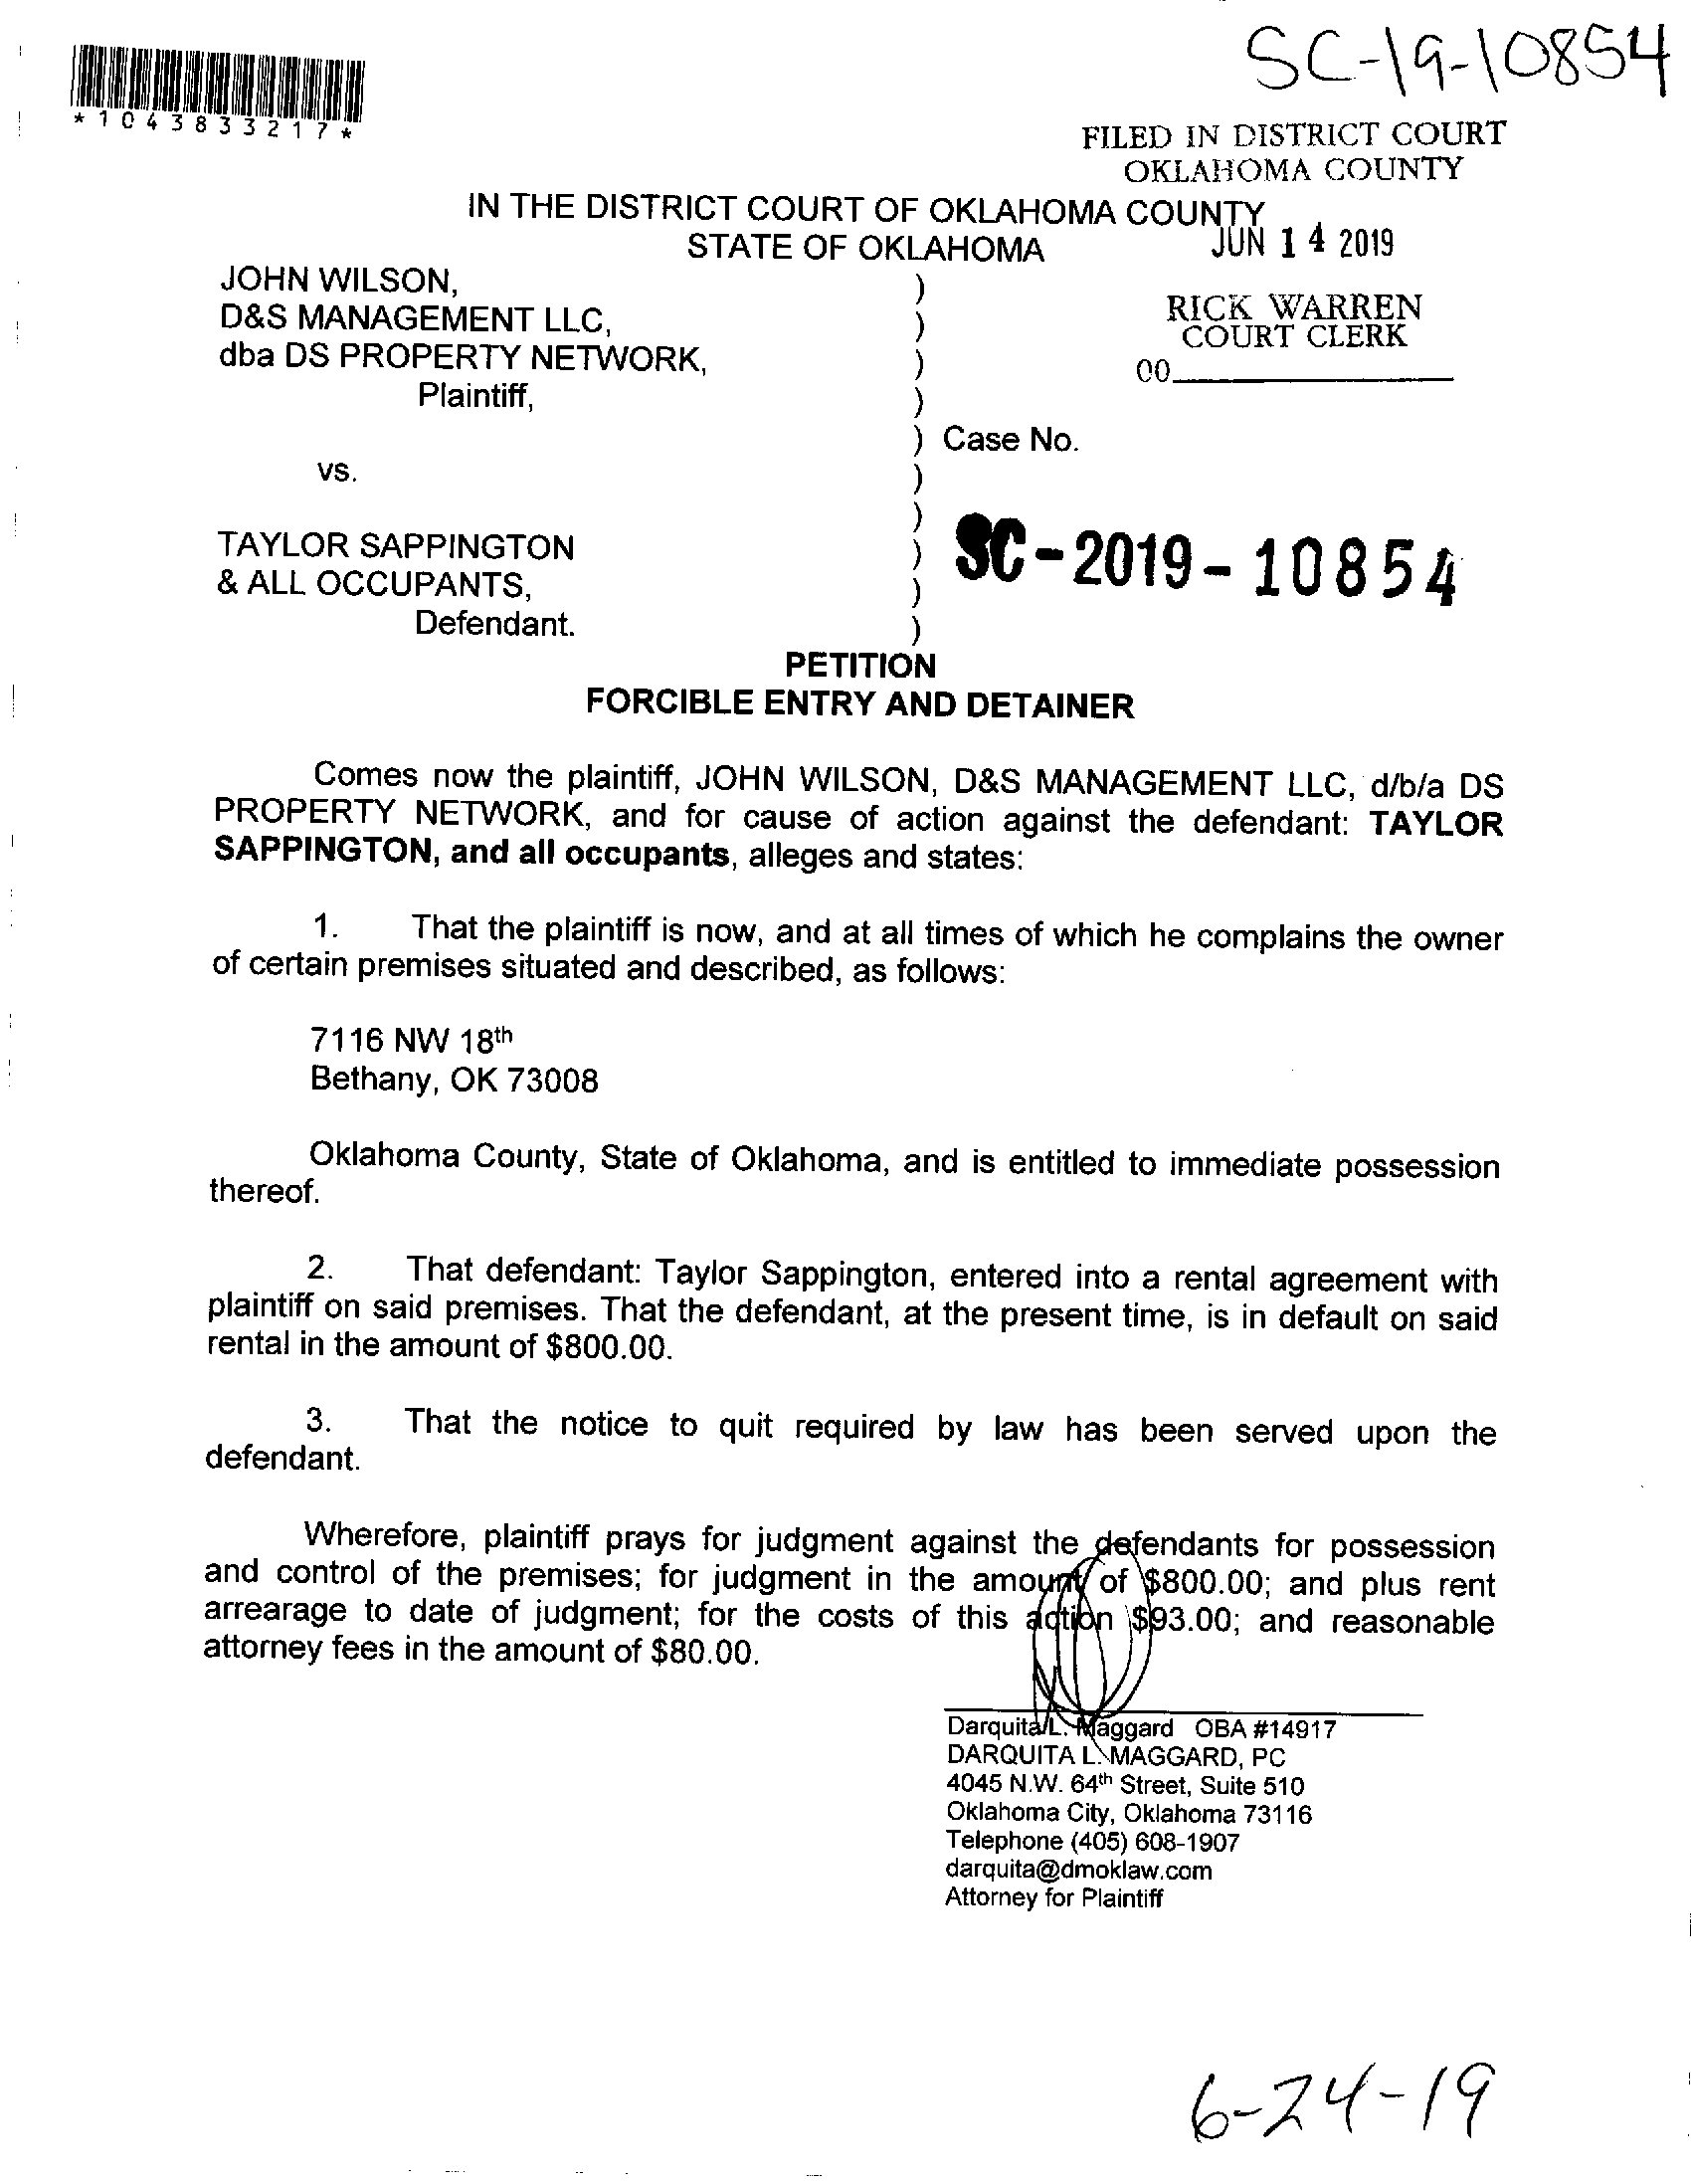 SC-19-10854
*1043833217*
FILED IN DISTRICT COURT
OKLAHOMA COUNTY
IN THE DISTRICT COURT OF OKLAHOMA COUNTY
STATE OF OKLAHOMA
JUN 14 2019
JOHN WILSON, )
D&S MANAGEMENT LLC, )
dba DS PROPERTY NETWORK, )
Plaintiff, )
RICK WARREN
COURT CLERK
00
) Case No.
vs. )
)
TAYLOR SAPPINGTON )
& ALL OCCUPANTS, )
Defendant. )
SC-2019-10854
PETITION
FORCIBLE ENTRY AND DETAINER
Comes now the plaintiff, JOHN WILSON, D&S MANAGEMENT LLC, d/b/a DS
PROPERTY NETWORK, and for cause of action against the defendant: TAYLOR
SAPPINGTON, and all occupants, alleges and states:
1. That the plaintiff is now, and at all times of which he complains the owner
of certain premises situated and described, as follows:
7116 NW 18th
Bethany, OK 73008
Oklahoma County, State of Oklahoma, and is entitled to immediate possession
thereof.
2. That defendant: Taylor Sappington, entered into a rental agreement with
plaintiff on said premises. That the defendant, at the present time, is in default on said
rental in the amount of $800.00.
3. That the notice to quit required by law has been served upon the
defendant.
Wherefore, plaintiff prays for judgment against the defendants for possession
and control of the premises; for judgment in the amount of $800.00; and plus rent
arrearage to date of judgment; for the costs of this action $93.00; and reasonable
attorney fees in the amount of $80.00.
Darquita L. Maggard OBA #14917
DARQUITA L. MAGGARD, PC
4045 N.W. 64th Street, Suite 510
Oklahoma City, Oklahoma 73116
Telephone (405) 608-1907
darquita@dmoklaw.com
Attorney for Plaintiff
6-24-19